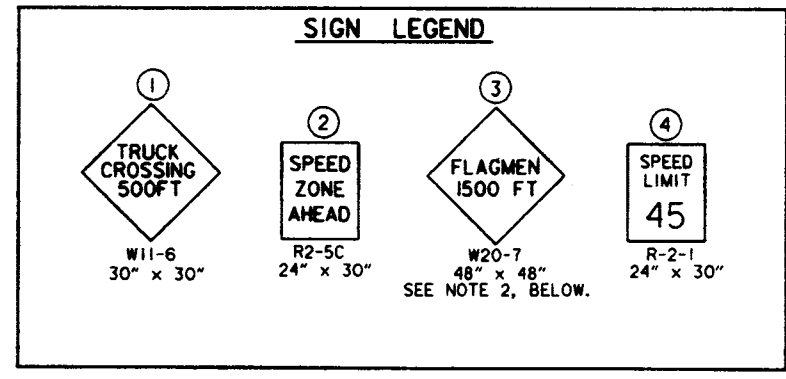 SIGN LEGEND
1
TRUCK
CROSSING
500FT
W11-6
30" x 30"
2
SPEED
ZONE
AHEAD
R2-5C
24" x 30"
3
FLAGMEN
1500 FT
W20-7
48" x 48"
SEE NOTE 2, BELOW.
4
SPEED
LIMIT
45
R-2-1
24" x 30"